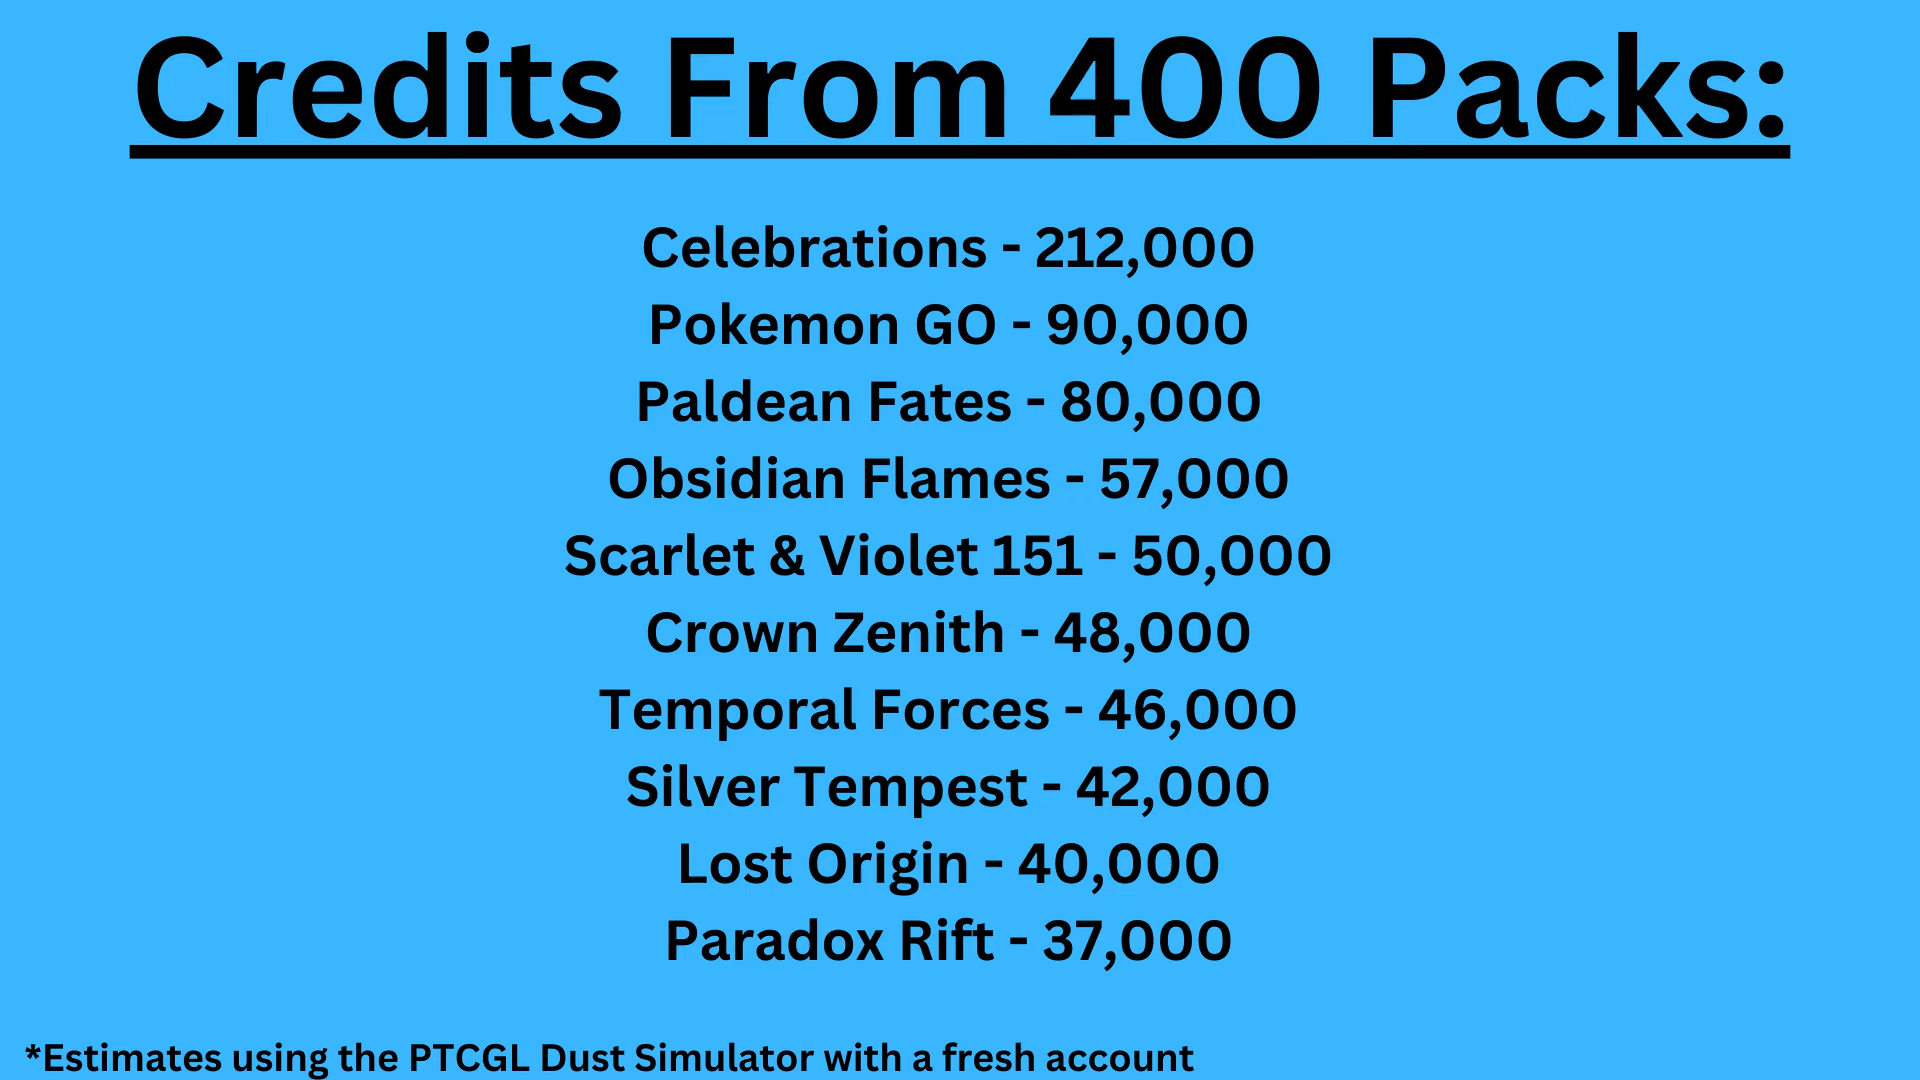 Credits From 400 Packs:
Celebrations - 212,000
Pokemon GO - 90,000
Paldean Fates - 80,000
Obsidian Flames - 57,000
Scarlet & Violet 151 - 50,000
Crown Zenith - 48,000
Temporal Forces - 46,000
Silver Tempest - 42,000
Lost Origin - 40,000
Paradox Rift - 37,000
*Estimates using the PTCGL Dust Simulator with a fresh account